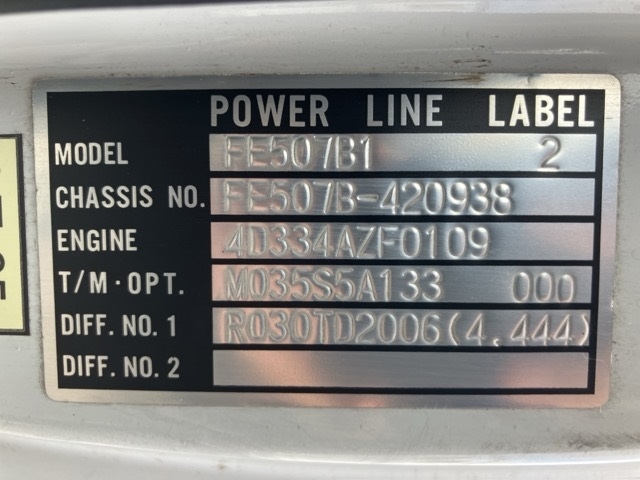 POWER LINE LABEL
MODEL FE507B1 2
CHASSIS NO. FE507B-420938
ENGINE 4D334AZF0109
T/M·OPT. M035S5A133 000
DIFF. NO. 1 R030TD2006(4.444)
DIFF. NO. 2